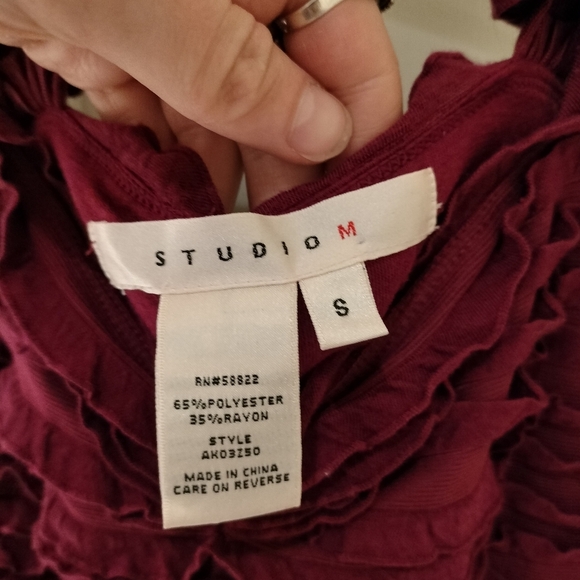 STUDIO M
S
RN#58822
65%POLYESTER
35%RAYON
STYLE
AK03Z50
MADE IN CHINA
CARE ON REVERSE